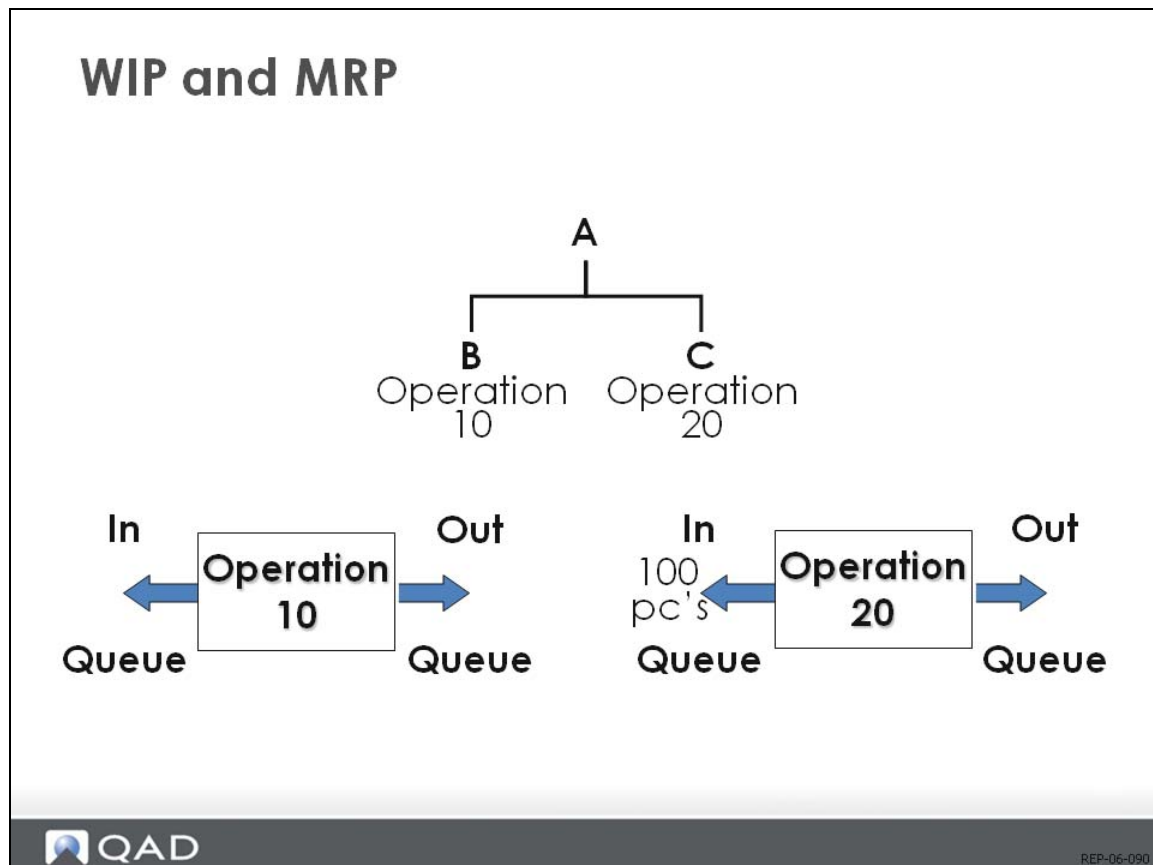 WIP and MRP
A
B
Operation
10
C
Operation
20
In
Operation
10
Out
Queue
Queue
In
100
pc's
Operation
20
Out
Queue
Queue
QAD
REP-06-090